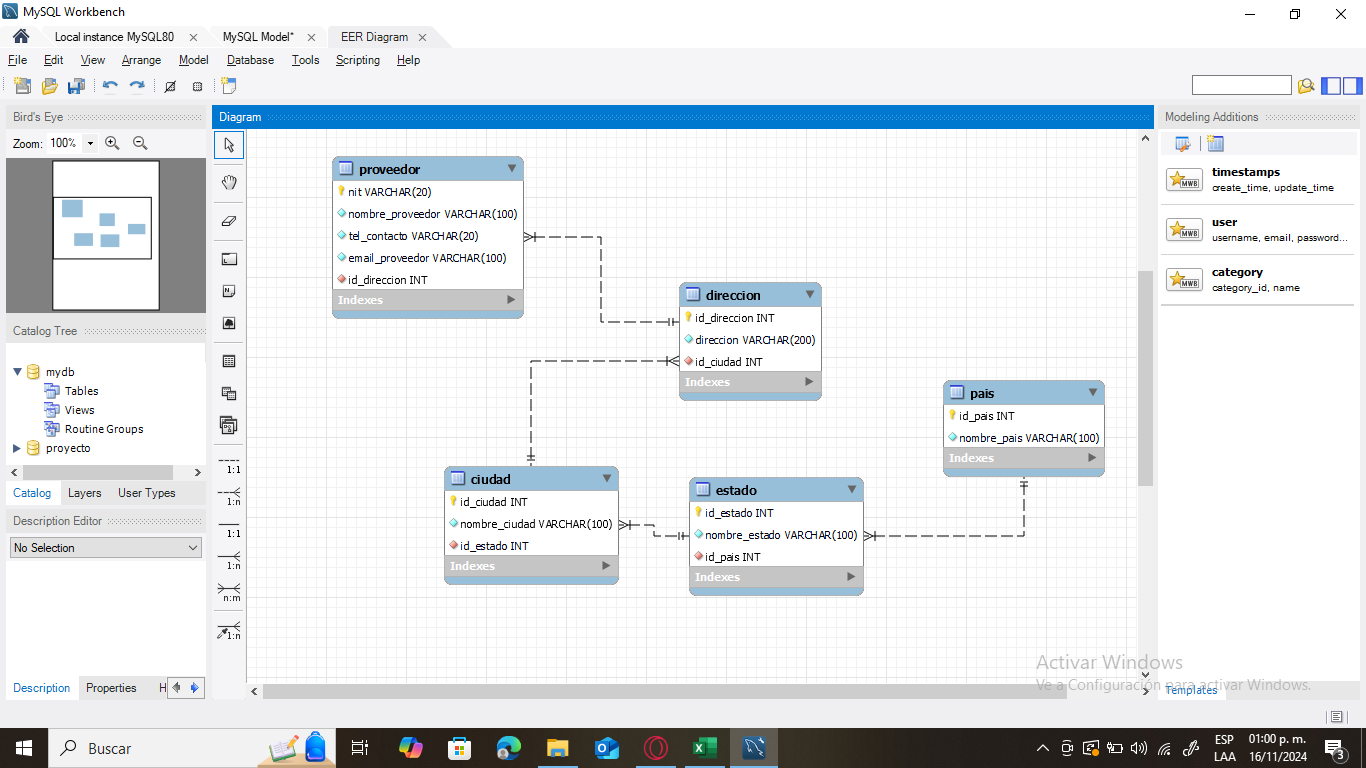 MySQL Workbench
Local instance MySQL80
MySQL Model*
EER Diagram
File Edit View Arrange Model Database Tools Scripting Help
Bird's Eye
Zoom: 100%
Catalog Tree
mydb
Tables
Views
Routine Groups
proyecto
Catalog Layers User Types
Description Editor
No Selection
Description Properties H
Diagram
1:1
1:n
1:1
1:n
n:m
1:n
proveedor
nit VARCHAR(20)
nombre_proveedor VARCHAR(100)
tel_contacto VARCHAR(20)
email_proveedor VARCHAR(100)
id_direccion INT
Indexes
direccion
id_direccion INT
direccion VARCHAR(200)
id_ciudad INT
Indexes
pais
id_pais INT
nombre_pais VARCHAR(100)
Indexes
ciudad
id_ciudad INT
nombre_ciudad VARCHAR(100)
id_estado INT
Indexes
estado
id_estado INT
nombre_estado VARCHAR(100)
id_pais INT
Indexes
Modeling Additions
MWB
timestamps
create_time, update_time
MWB
user
username, email, password...
MWB
category
category_id, name
Templates
Activar Windows
Ve a Configuración para activar Windows.
Buscar
ESP
LAA
01:00 p. m.
16/11/2024
3